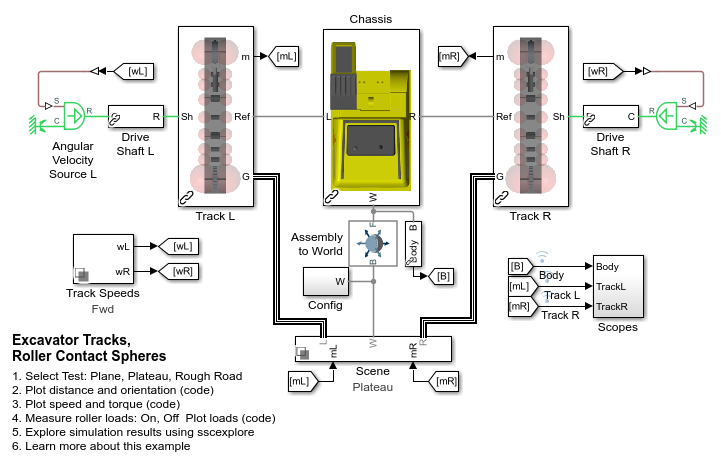 Chassis
[wL]
m
[mL]
[mR]
m
[wR]
S
C
R
R
Sh
Ref
L
R
Ref
Sh
C
R
S
C
Angular
Velocity
Source L
Drive
Shaft L
G
Track L
W
G
Track R
Drive
Shaft R
Assembly
to World
F
B
B
Body
[B]
wL
[wL]
wR
[wR]
Track Speeds
Fwd
W
Config
[B]
Body
[mL]
Track L
[mR]
Track R
Body
TrackL
TrackR
Scopes
L
mL
W
mR
R
Scene
Plateau
[mL]
[mR]
Excavator Tracks,
Roller Contact Spheres
1. Select Test: Plane, Plateau, Rough Road
2. Plot distance and orientation (code)
3. Plot speed and torque (code)
4. Measure roller loads: On, Off  Plot loads (code)
5. Explore simulation results using sscexplore
6. Learn more about this example